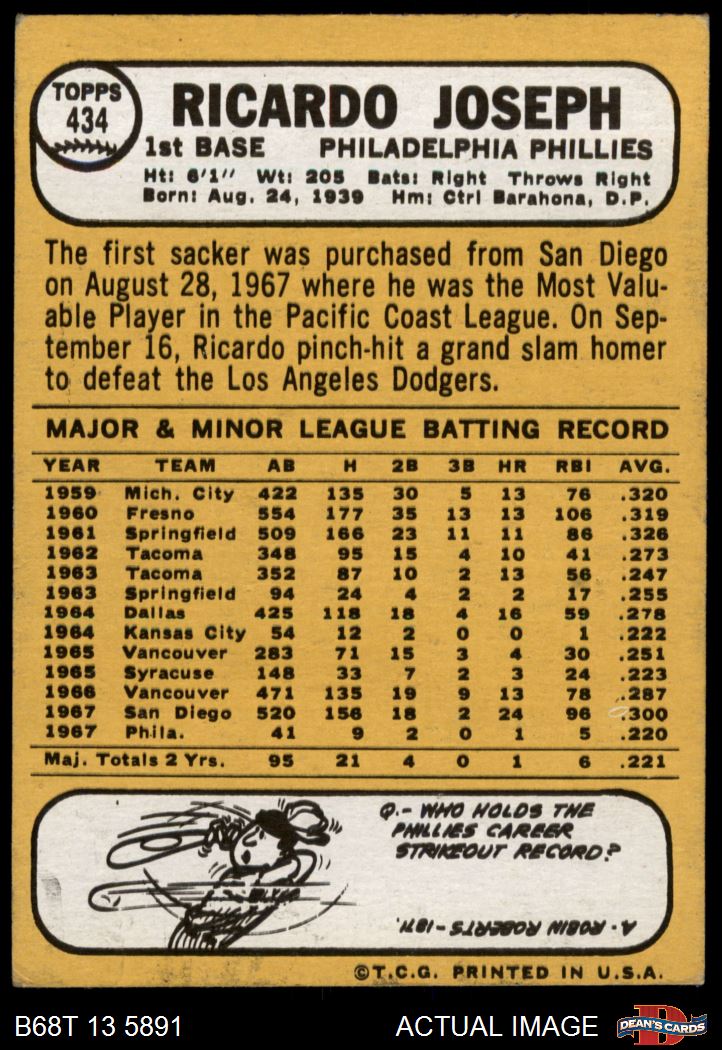 TOPPS
434
RICARDO JOSEPH
1st BASE PHILADELPHIA PHILLIES
Ht: 6'1" Wt: 205 Bats: Right Throws Right
Born: Aug. 24, 1939 Hm: Ctrl Barahona, D.P.
The first sacker was purchased from San Diego
on August 28, 1967 where he was the Most Valu-
able Player in the Pacific Coast League. On Sep-
tember 16, Ricardo pinch-hit a grand slam homer
to defeat the Los Angeles Dodgers.
MAJOR & MINOR LEAGUE BATTING RECORD
YEAR TEAM AB H 2B 3B HR RBI AVG.
1959 Mich. City 422 135 30 5 13 76 .320
1960 Fresno 554 177 35 13 13 106 .319
1961 Springfield 509 166 23 11 11 86 .326
1962 Tacoma 348 95 15 4 10 41 .273
1963 Tacoma 352 87 10 2 13 56 .247
1963 Springfield 94 24 4 2 2 17 .255
1964 Dallas 425 118 18 4 16 59 .278
1964 Kansas City 54 12 2 0 0 1 .222
1965 Vancouver 283 71 15 3 4 30 .251
1965 Syracuse 148 33 7 2 3 24 .223
1966 Vancouver 471 135 19 9 13 78 .287
1967 San Diego 520 156 18 2 24 96 .300
1967 Phila. 41 9 2 0 1 5 .220
Maj. Totals 2 Yrs. 95 21 4 0 1 6 .221
Q.- WHO HOLDS THE
PHILLIES CAREER
STRIKEOUT RECORD?
A. ROBIN ROBERTS-1871.
©T.C.G. PRINTED IN U.S.A.
B68T 13 5891 ACTUAL IMAGE
D
DEAN'S CARDS